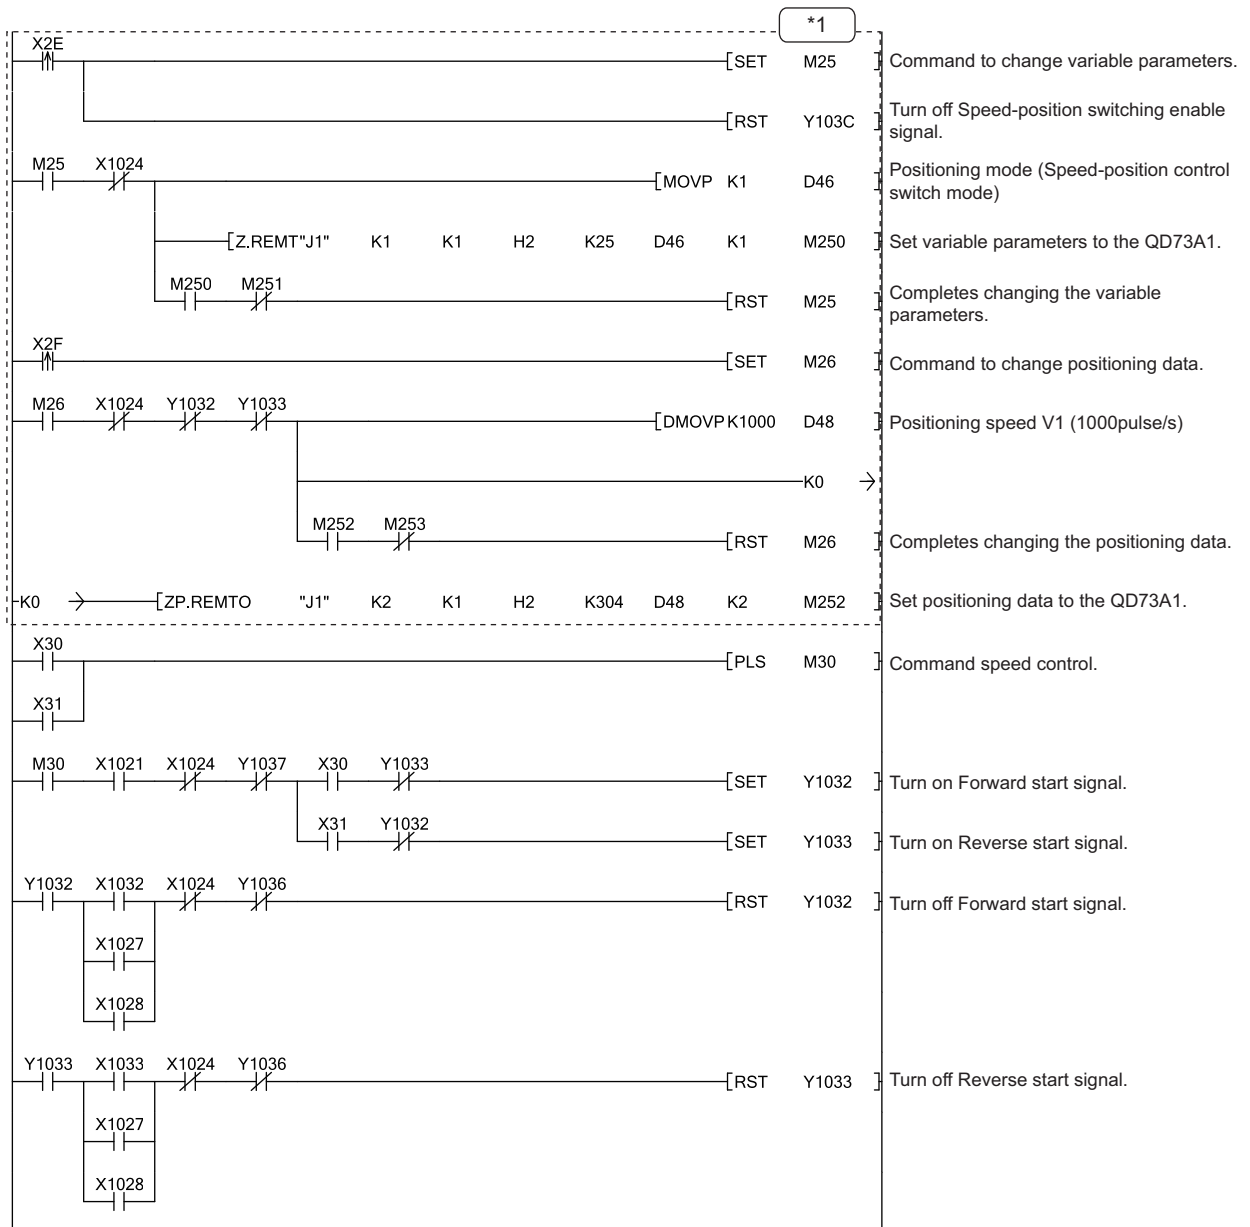 *1
X2E
SET M25 Command to change variable parameters.
RST Y103C Turn off Speed-position switching enable
signal.
M25 X1024
MOVP K1 D46 Positioning mode (Speed-position control
switch mode)
Z.REMT"J1" K1 K1 H2 K25 D46 K1 M250 Set variable parameters to the QD73A1.
M250 M251
RST M25 Completes changing the variable
parameters.
X2F
SET M26 Command to change positioning data.
M26 X1024 Y1032 Y1033
DMOVP K1000 D48 Positioning speed V1 (1000pulse/s)
K0
M252 M253
RST M26 Completes changing the positioning data.
K0 ZP.REMTO "J1" K2 K1 H2 K304 D48 K2 M252 Set positioning data to the QD73A1.
X30
PLS M30 Command speed control.
X31
M30 X1021 X1024 Y1037 X30 Y1033
SET Y1032 Turn on Forward start signal.
X31 Y1032
SET Y1033 Turn on Reverse start signal.
Y1032 X1032 X1024 Y1036
RST Y1032 Turn off Forward start signal.
X1027
X1028
Y1033 X1033 X1024 Y1036
RST Y1033 Turn off Reverse start signal.
X1027
X1028